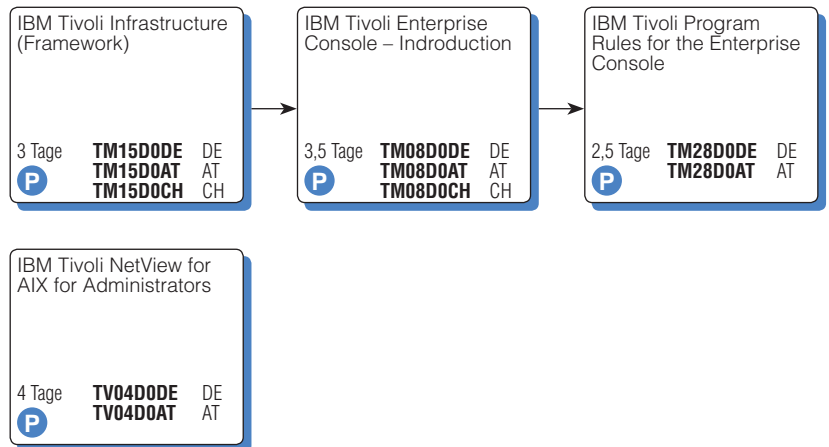 IBM Tivoli Infrastructure
(Framework)
3 Tage TM15D0DE DE
TM15D0AT AT
TM15D0CH CH
P
IBM Tivoli Enterprise
Console – Indroduction
3,5 Tage TM08D0DE DE
TM08D0AT AT
TM08D0CH CH
P
IBM Tivoli Program
Rules for the Enterprise
Console
2,5 Tage TM28D0DE DE
TM28D0AT AT
P
IBM Tivoli NetView for
AIX for Administrators
4 Tage TV04D0DE DE
TV04D0AT AT
P